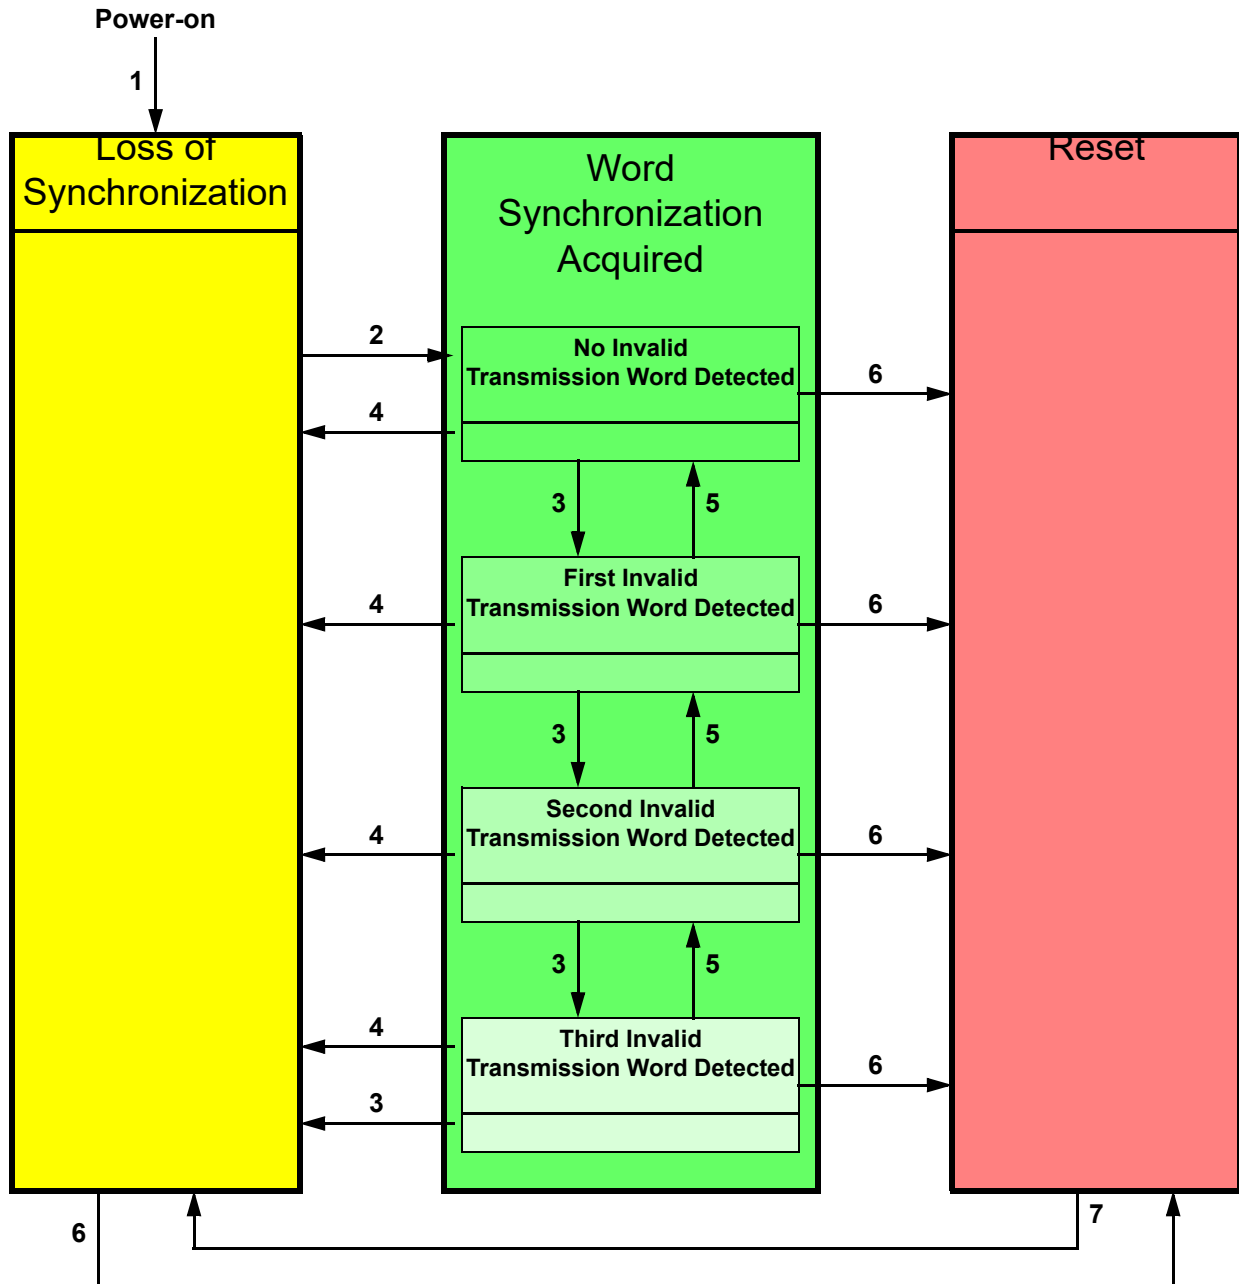 Power-on
1
Loss of
Synchronization
Word
Synchronization
Acquired
Reset
2
No Invalid
Transmission Word Detected
6
4
3
5
First Invalid
Transmission Word Detected
4
6
3
5
Second Invalid
Transmission Word Detected
4
6
3
5
4
Third Invalid
Transmission Word Detected
6
3
6
7